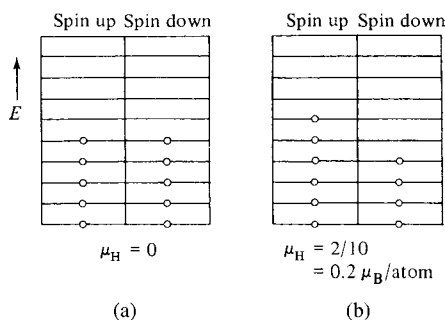 Spin up Spin down
E
μH = 0
(a)
Spin up Spin down
μH = 2/10
= 0.2 μB/atom
(b)